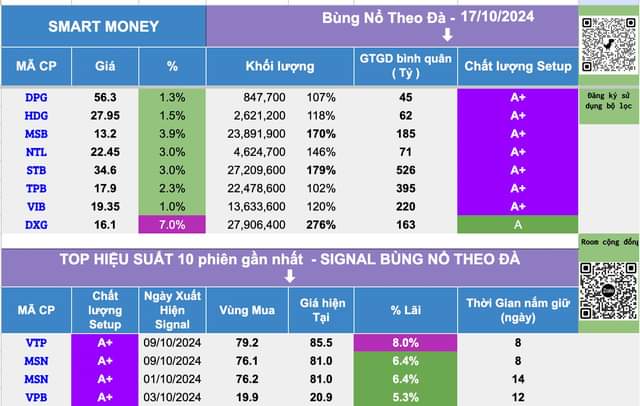 SMART MONEY
Bùng Nổ Theo Đà - 17/10/2024
MÃ CP Giá % Khối lượng GTGD bình quân ( Tỷ ) Chất lượng Setup
DPG 56.3 1.3% 847,700 107% 45 A+
HDG 27.95 1.5% 2,621,200 118% 62 A+
MSB 13.2 3.9% 23,891,900 170% 185 A+
NTL 22.45 3.0% 4,624,700 146% 71 A+
STB 34.6 3.0% 27,209,600 179% 526 A+
TPB 17.9 2.3% 22,478,600 102% 395 A+
VIB 19.35 1.0% 13,633,600 120% 220 A+
DXG 16.1 7.0% 27,906,400 276% 163 A
Đăng ký sử
dụng bộ lọc
Room cộng đồng
Zalo
TOP HIỆU SUẤT 10 phiên gần nhất - SIGNAL BÙNG NỔ THEO ĐÀ
MÃ CP Chất lượng Setup Ngày Xuất Hiện Signal Vùng Mua Giá hiện Tại % Lãi Thời Gian nắm giữ (ngày)
VTP A+ 09/10/2024 79.2 85.5 8.0% 8
MSN A+ 09/10/2024 76.1 81.0 6.4% 8
MSN A+ 01/10/2024 76.2 81.0 6.4% 14
VPB A+ 03/10/2024 19.9 20.9 5.3% 12